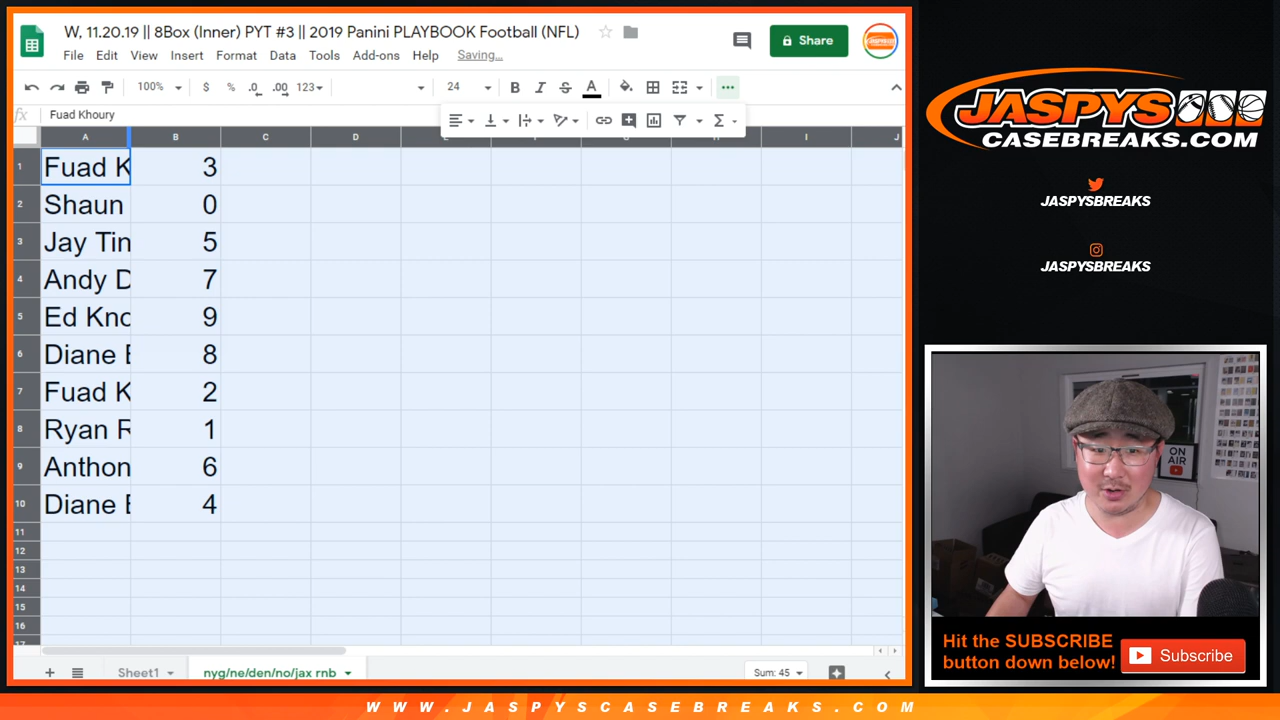 W, 11.20.19 || 8Box (Inner) PYT #3 || 2019 Panini PLAYBOOK Football (NFL)
File Edit View Insert Format Data Tools Add-ons Help Saving...
Share
100% $ % .0 .00 123 24 B I S A
fx Fuad Khoury
A B C D I J
1 Fuad K 3
2 Shaun 0
3 Jay Tin 5
4 Andy D 7
5 Ed Kno 9
6 Diane E 8
7 Fuad K 2
8 Ryan R 1
9 Anthon 6
10 Diane E 4
11
12
13
14
15
16
17
Sheet1 nyg/ne/den/no/jax rnb Sum: 45
JASPYS
CASEBREAKS.COM
JASPYSBREAKS
JASPYSBREAKS
ON
AIR
Hit the SUBSCRIBE
button down below!
Subscribe
WWW.JASPYSCASEBREAKS.COM